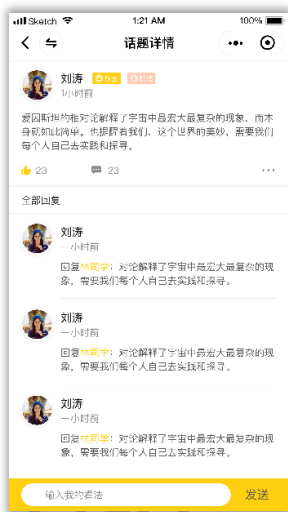 Sketch 1:21 AM 100%
话题详情
刘涛
1小时前
爱因斯坦的相对论解释了宇宙中最宏大最复杂的现象，而本
身就如此简单。也提醒着我们，这个世界的美妙，需要我们
每个人自己去实践和探寻。
23 23
全部回复
刘涛
一小时前
回复林同学：对论解释了宇宙中最宏大最复杂的现
象，需要我们每个人自己去实践和探寻。
刘涛
一小时前
回复林同学：对论解释了宇宙中最宏大最复杂的现
象，需要我们每个人自己去实践和探寻。
刘涛
一小时前
回复林同学：对论解释了宇宙中最宏大最复杂的现
象，需要我们每个人自己去实践和探寻。
输入我的看法 发送